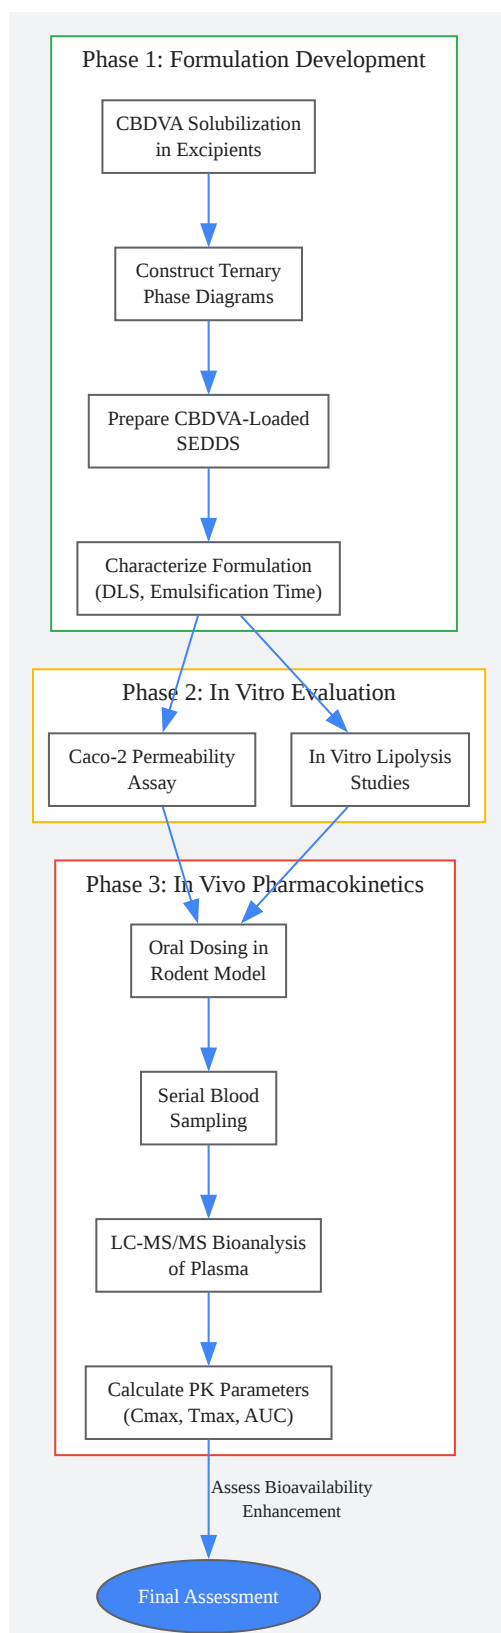 Phase 1: Formulation Development
CBDVA Solubilization
in Excipients
Construct Ternary
Phase Diagrams
Prepare CBDVA-Loaded
SEDDS
Characterize Formulation
(DLS, Emulsification Time)
Phase 2: In Vitro Evaluation
Caco-2 Permeability
Assay
In Vitro Lipolysis
Studies
Phase 3: In Vivo Pharmacokinetics
Oral Dosing in
Rodent Model
Serial Blood
Sampling
LC-MS/MS Bioanalysis
of Plasma
Calculate PK Parameters
(Cmax, Tmax, AUC)
Assess Bioavailability
Enhancement
Final Assessment